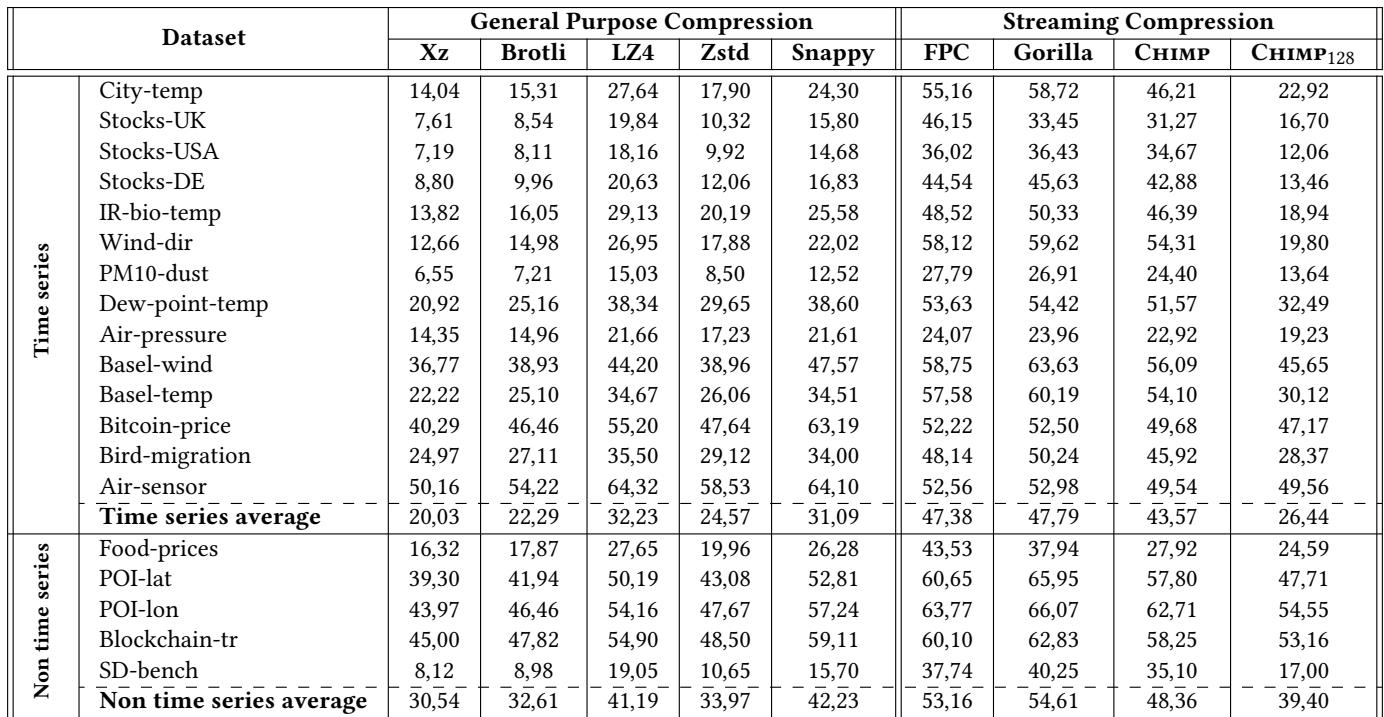 Dataset General Purpose Compression Streaming Compression
Xz Brotli LZ4 Zstd Snappy FPC Gorilla CHIMP CHIMP128
Time series
City-temp 14,04 15,31 27,64 17,90 24,30 55,16 58,72 46,21 22,92
Stocks-UK 7,61 8,54 19,84 10,32 15,80 46,15 33,45 31,27 16,70
Stocks-USA 7,19 8,11 18,16 9,92 14,68 36,02 36,43 34,67 12,06
Stocks-DE 8,80 9,96 20,63 12,06 16,83 44,54 45,63 42,88 13,46
IR-bio-temp 13,82 16,05 29,13 20,19 25,58 48,52 50,33 46,39 18,94
Wind-dir 12,66 14,98 26,95 17,88 22,02 58,12 59,62 54,31 19,80
PM10-dust 6,55 7,21 15,03 8,50 12,52 27,79 26,91 24,40 13,64
Dew-point-temp 20,92 25,16 38,34 29,65 38,60 53,63 54,42 51,57 32,49
Air-pressure 14,35 14,96 21,66 17,23 21,61 24,07 23,96 22,92 19,23
Basel-wind 36,77 38,93 44,20 38,96 47,57 58,75 63,63 56,09 45,65
Basel-temp 22,22 25,10 34,67 26,06 34,51 57,58 60,19 54,10 30,12
Bitcoin-price 40,29 46,46 55,20 47,64 63,19 52,22 52,50 49,68 47,17
Bird-migration 24,97 27,11 35,50 29,12 34,00 48,14 50,24 45,92 28,37
Air-sensor 50,16 54,22 64,32 58,53 64,10 52,56 52,98 49,54 49,56
Time series average 20,03 22,29 32,23 24,57 31,09 47,38 47,79 43,57 26,44
Non time series
Food-prices 16,32 17,87 27,65 19,96 26,28 43,53 37,94 27,92 24,59
POI-lat 39,30 41,94 50,19 43,08 52,81 60,65 65,95 57,80 47,71
POI-lon 43,97 46,46 54,16 47,67 57,24 63,77 66,07 62,71 54,55
Blockchain-tr 45,00 47,82 54,90 48,50 59,11 60,10 62,83 58,25 53,16
SD-bench 8,12 8,98 19,05 10,65 15,70 37,74 40,25 35,10 17,00
Non time series average 30,54 32,61 41,19 33,97 42,23 53,16 54,61 48,36 39,40